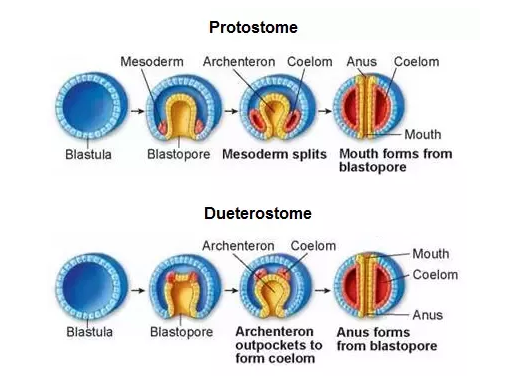 Protostome
Mesoderm Archenteron Coelom Anus Coelom
Mouth
Blastula Blastopore Mesoderm splits Mouth forms from
blastopore
Dueterostome
Archenteron Coelom
Mouth
Coelom
Anus
Blastula Blastopore Archenteron Anus forms
outpockets to from blastopore
form coelom